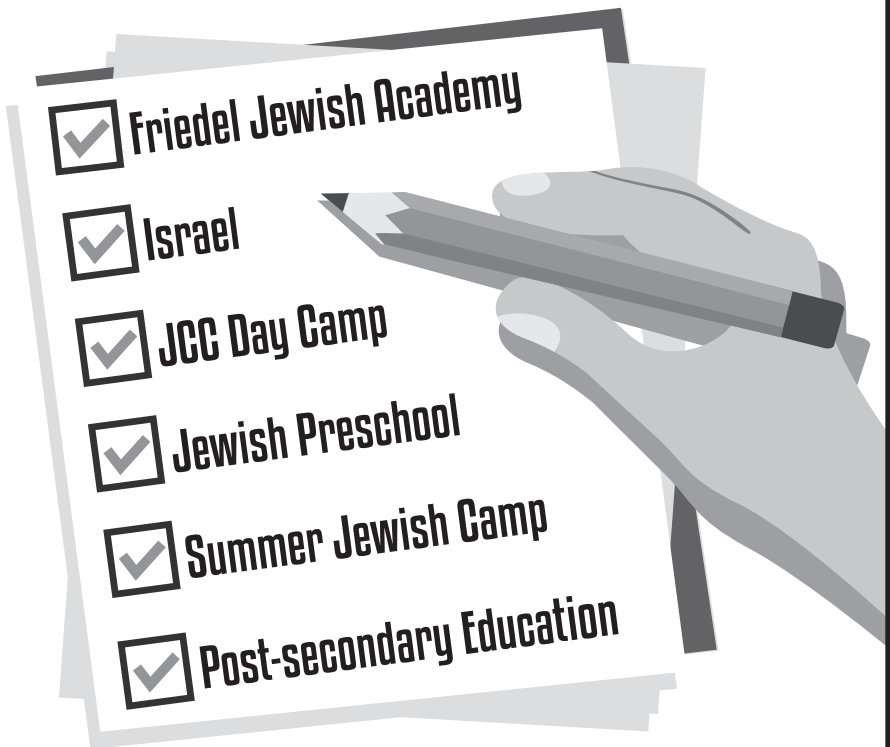 Friedel Jewish Academy
Israel
JCC Day Camp
Jewish Preschool
Summer Jewish Camp
Post-secondary Education